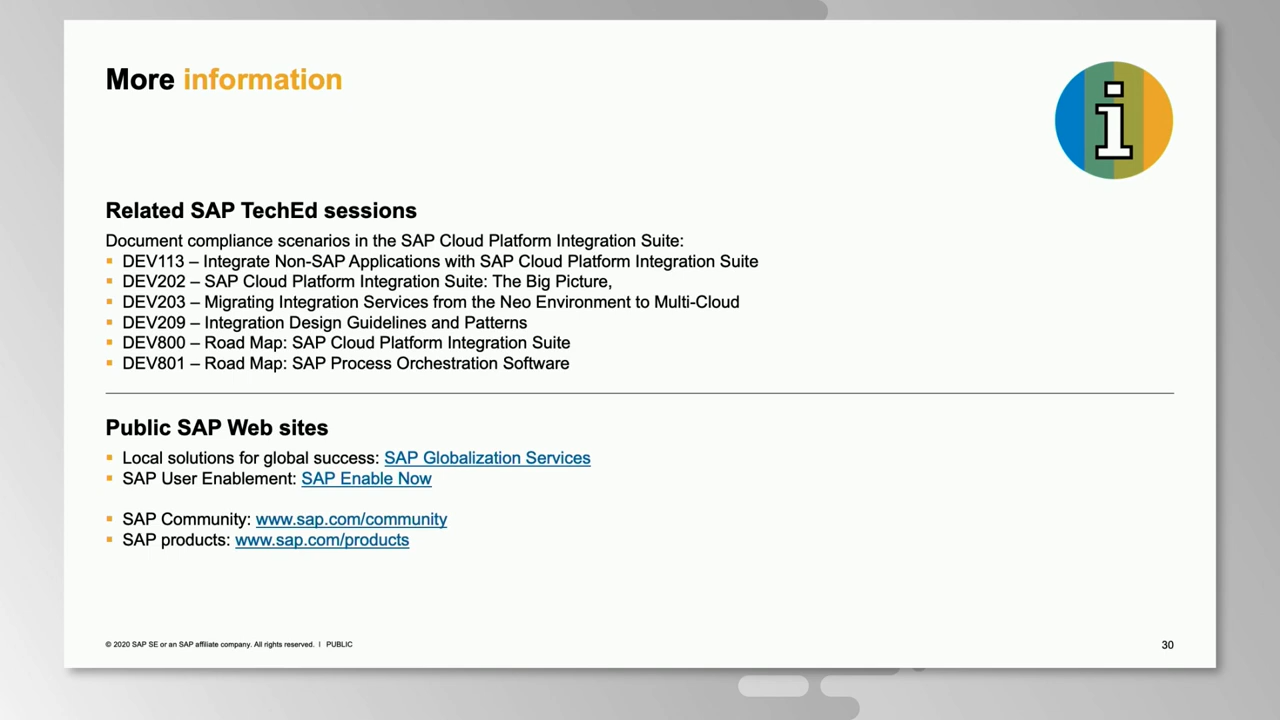 More information
i
Related SAP TechEd sessions
Document compliance scenarios in the SAP Cloud Platform Integration Suite:
▪ DEV113 – Integrate Non-SAP Applications with SAP Cloud Platform Integration Suite
▪ DEV202 – SAP Cloud Platform Integration Suite: The Big Picture,
▪ DEV203 – Migrating Integration Services from the Neo Environment to Multi-Cloud
▪ DEV209 – Integration Design Guidelines and Patterns
▪ DEV800 – Road Map: SAP Cloud Platform Integration Suite
▪ DEV801 – Road Map: SAP Process Orchestration Software
Public SAP Web sites
▪ Local solutions for global success: SAP Globalization Services
▪ SAP User Enablement: SAP Enable Now
▪ SAP Community: www.sap.com/community
▪ SAP products: www.sap.com/products
© 2020 SAP SE or an SAP affiliate company. All rights reserved. I PUBLIC
30